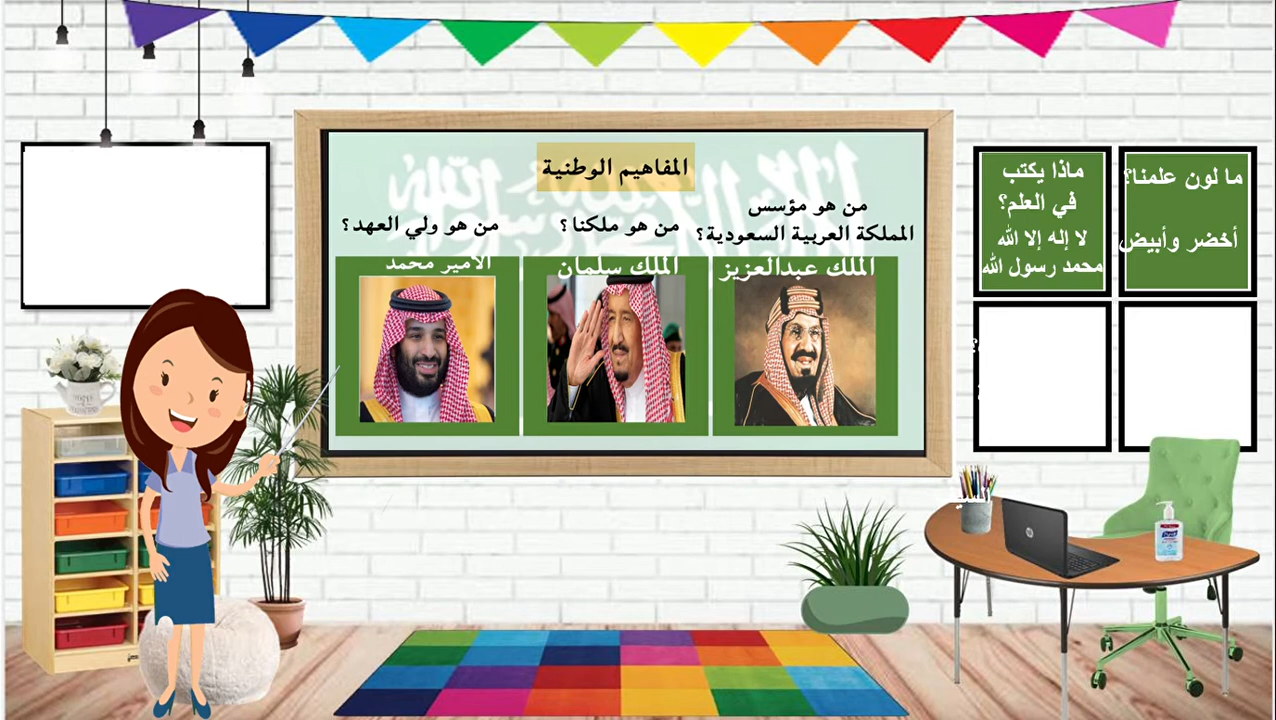 المفاهيم الوطنية
من هو مؤسس
المملكة العربية السعودية؟
الملك عبدالعزيز
من هو ملكنا؟
الملك سلمان
من هو ولي العهد؟
الامير محمد
ما لون علمنا؟
أخضر وأبيض
ماذا يكتب
في العلم؟
لا إله إلا الله
محمد رسول الله